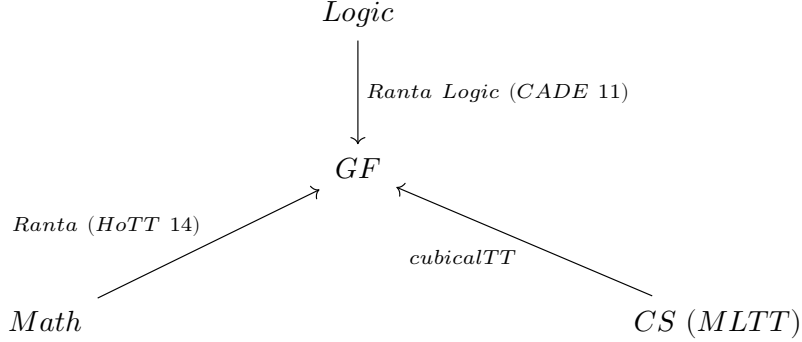 Logic
Ranta Logic (CADE 11)
GF
Ranta (HoTT 14)
cubicalTT
Math
CS (MLTT)